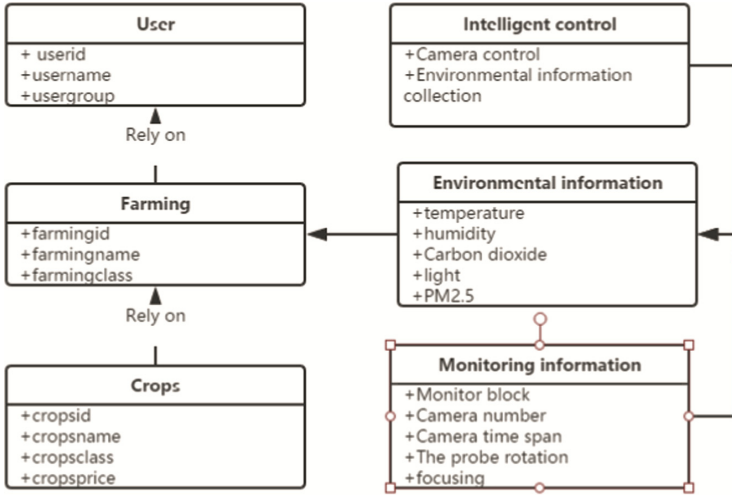 User
+ userid
+username
+usergroup
Rely on
Farming
+farmingid
+farmingname
+farmingclass
Rely on
Crops
+cropsid
+cropsname
+cropsclass
+cropsprice
Intelligent control
+Camera control
+Environmental information
collection
Environmental information
+temperature
+humidity
+Carbon dioxide
+light
+PM2.5
Monitoring information
+Monitor block
+Camera number
+Camera time span
+The probe rotation
+focusing